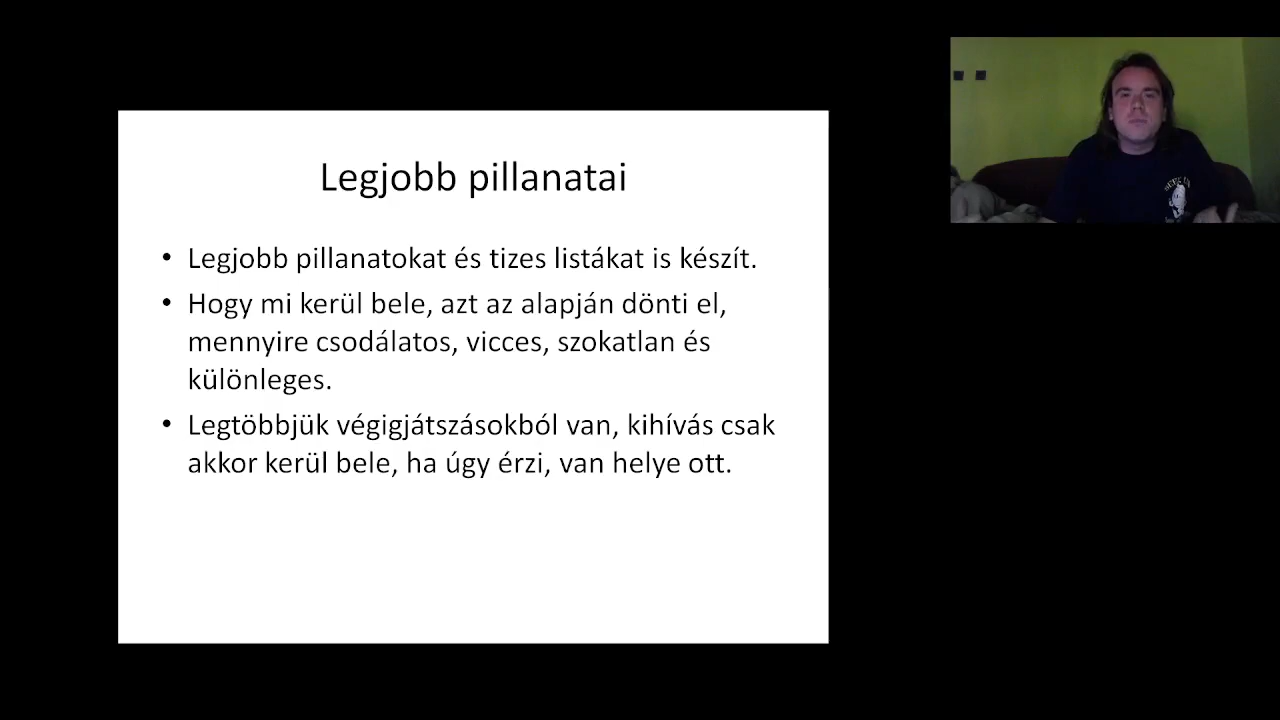 Legjobb pillanatai
• Legjobb pillanatokat és tizes listákat is készít.
• Hogy mi kerül bele, azt az alapján dönti el,
mennyire csodálatos, vicces, szokatlan és
különleges.
• Legtöbbjük végigjátszásokból van, kihívás csak
akkor kerül bele, ha úgy érzi, van helye ott.